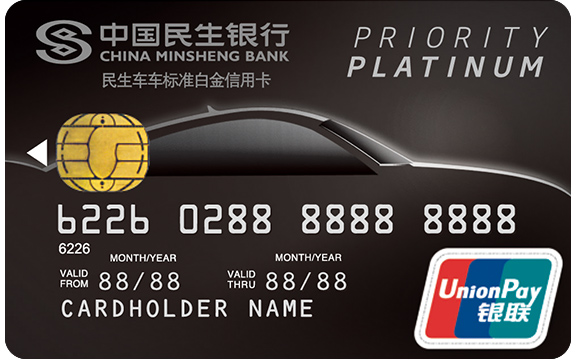 中国民生银行
CHINA MINSHENG BANK
民生车车标准白金信用卡
PRIORITY
PLATINUM
6226 0288 8888 8888
6226
MONTH/YEAR MONTH/YEAR
VALID FROM 88/88 VALID THRU 88/88
CARDHOLDER NAME
UnionPay
银联